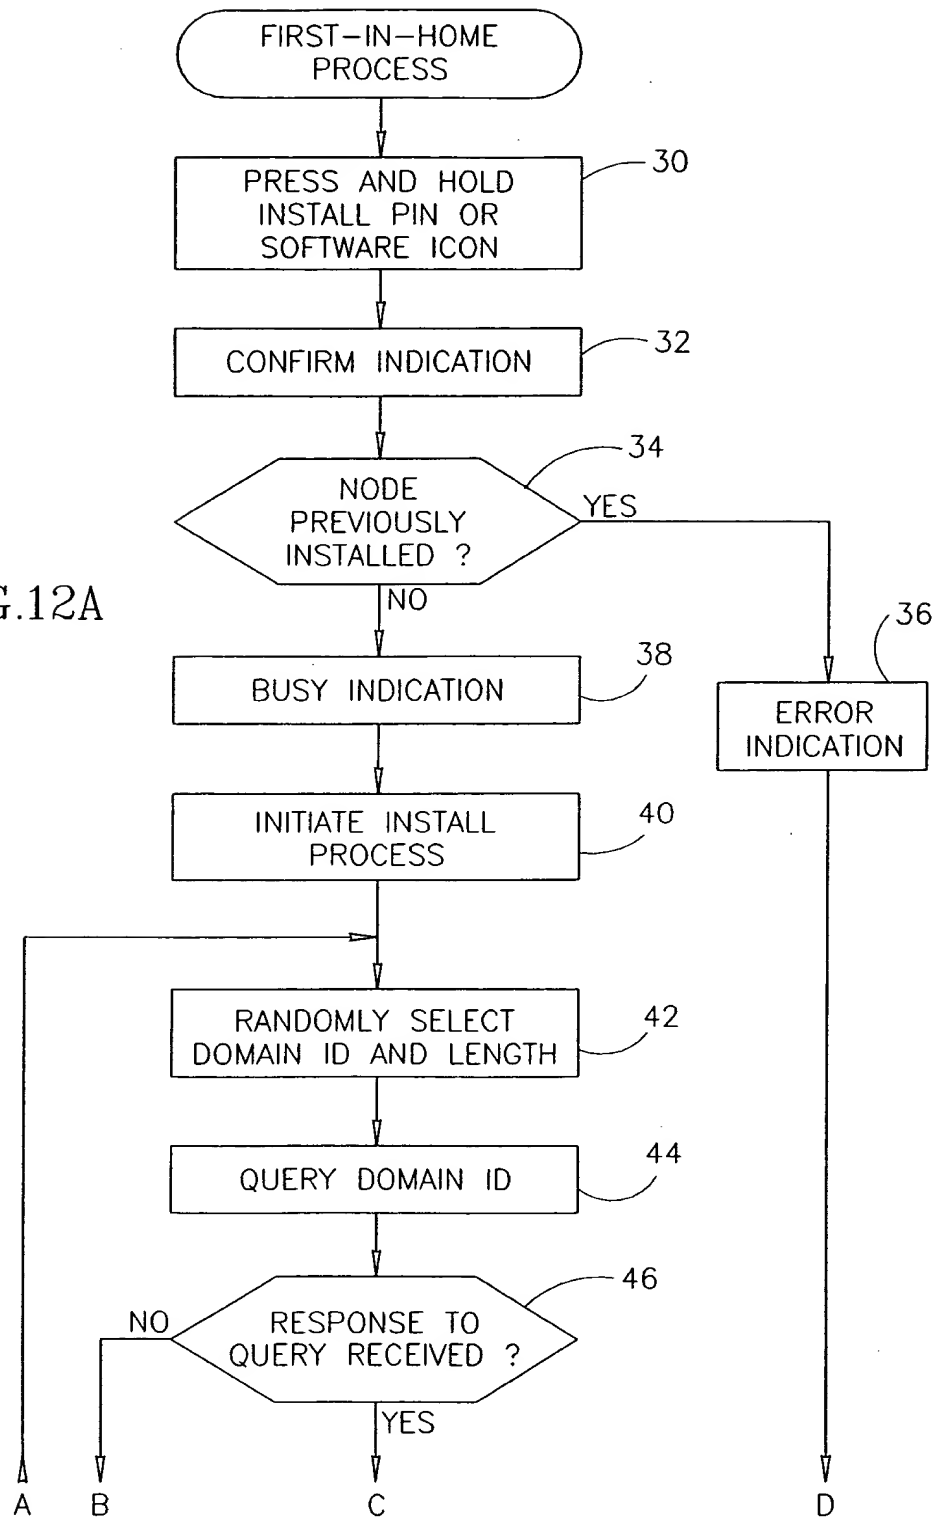 FIRST-IN-HOME
PROCESS
30
PRESS AND HOLD
INSTALL PIN OR
SOFTWARE ICON
32
CONFIRM INDICATION
34
NODE
PREVIOUSLY
INSTALLED ?
YES
NO
G.12A
36
38
BUSY INDICATION
ERROR
INDICATION
40
INITIATE INSTALL
PROCESS
42
RANDOMLY SELECT
DOMAIN ID AND LENGTH
44
QUERY DOMAIN ID
46
NO
RESPONSE TO
QUERY RECEIVED ?
YES
A
B
C
D